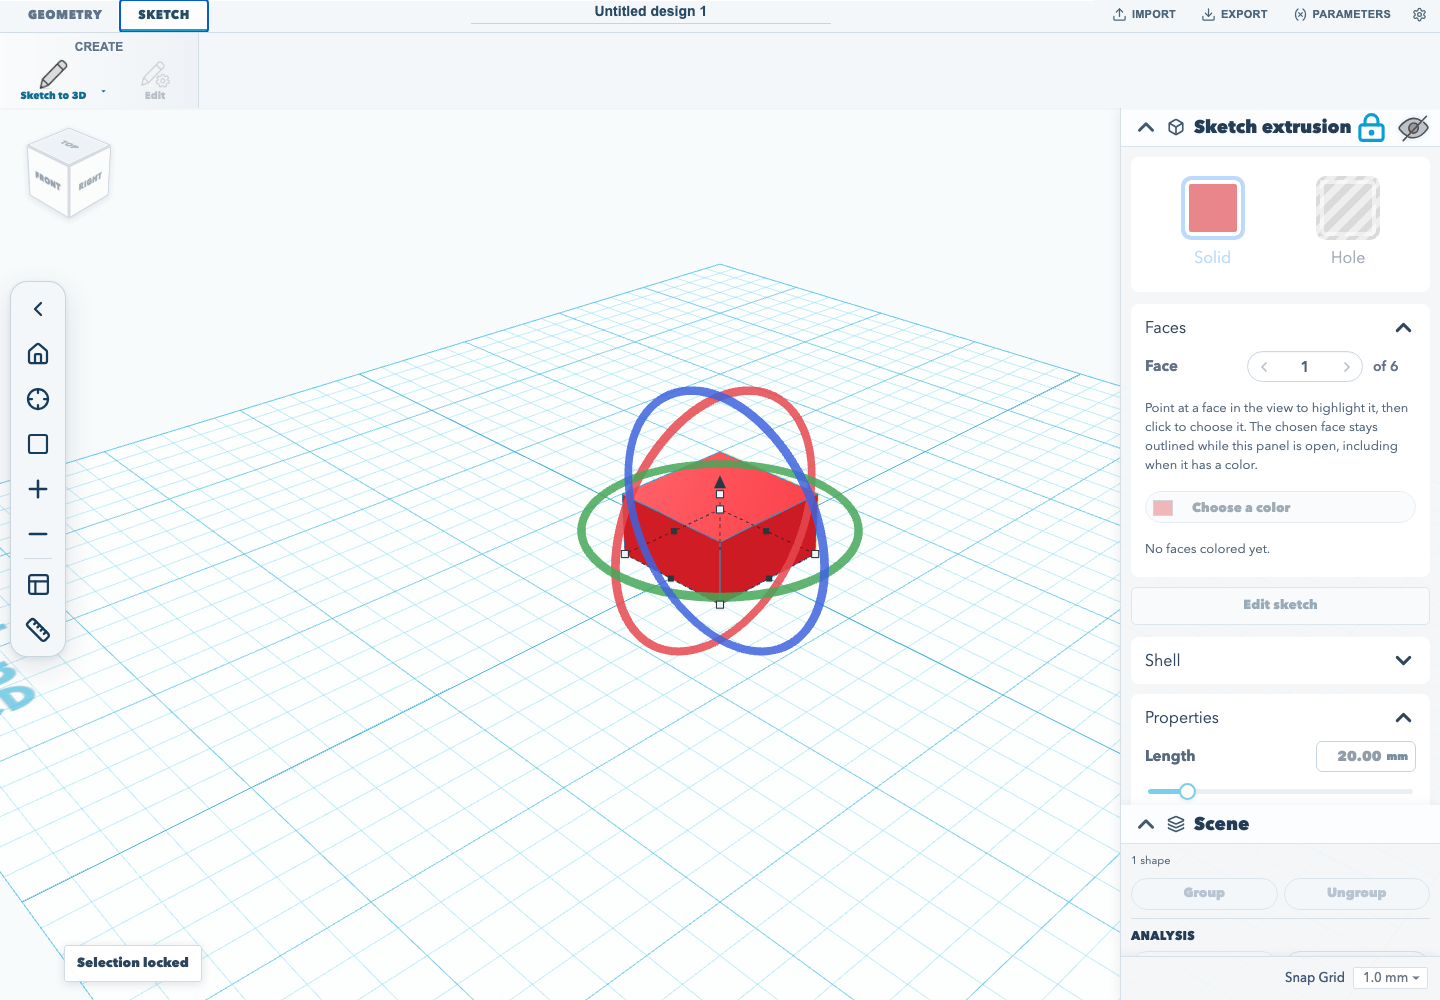 GEOMETRY
SKETCH
Untitled design 1
IMPORT
EXPORT
PARAMETERS
CREATE
Sketch to 3D
Edit
TOP
FRONT
RIGHT
Sketch extrusion
Solid
Hole
Faces
Face
1
of 6
Point at a face in the view to highlight it, then
click to choose it. The chosen face stays
outlined while this panel is open, including
when it has a color.
Choose a color
No faces colored yet.
Edit sketch
Shell
Properties
Length
20.00 mm
Scene
1 shape
Group
Ungroup
ANALYSIS
Selection locked
Snap Grid
1.0 mm